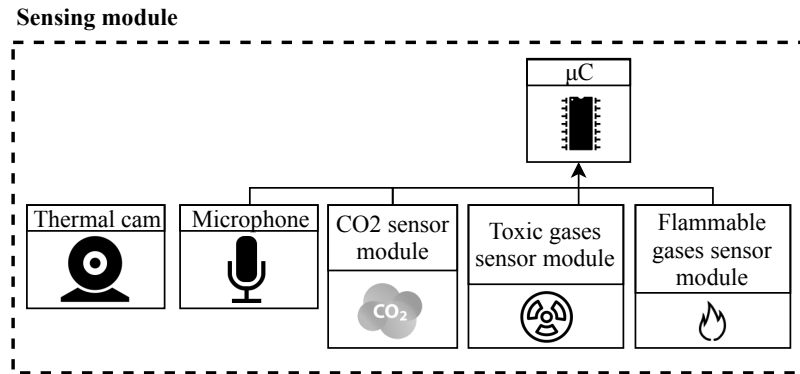 Sensing module
μC
Thermal cam
Microphone
CO2 sensor
module
CO₂
Toxic gases
sensor module
Flammable
gases sensor
module